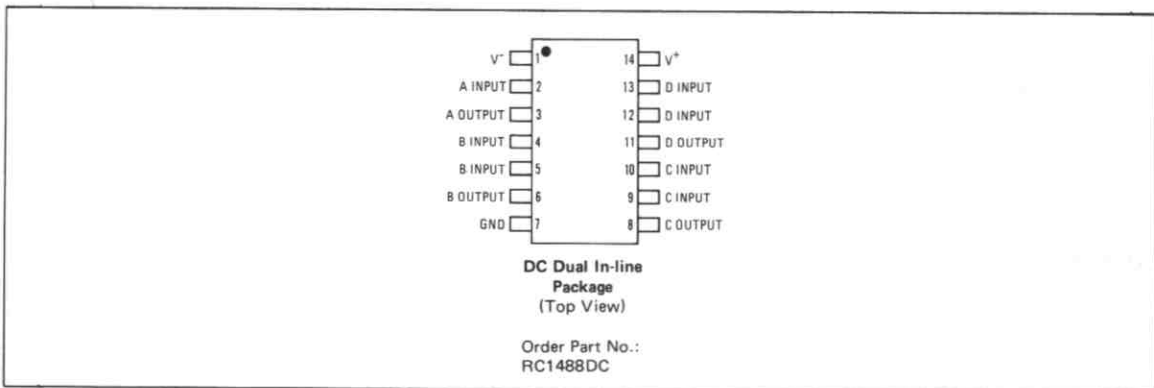 V⁻ 1 14 V⁺
A INPUT 2 13 D INPUT
A OUTPUT 3 12 D INPUT
B INPUT 4 11 D OUTPUT
B INPUT 5 10 C INPUT
B OUTPUT 6 9 C INPUT
GND 7 8 C OUTPUT
DC Dual In-line
Package
(Top View)
Order Part No.:
RC1488DC